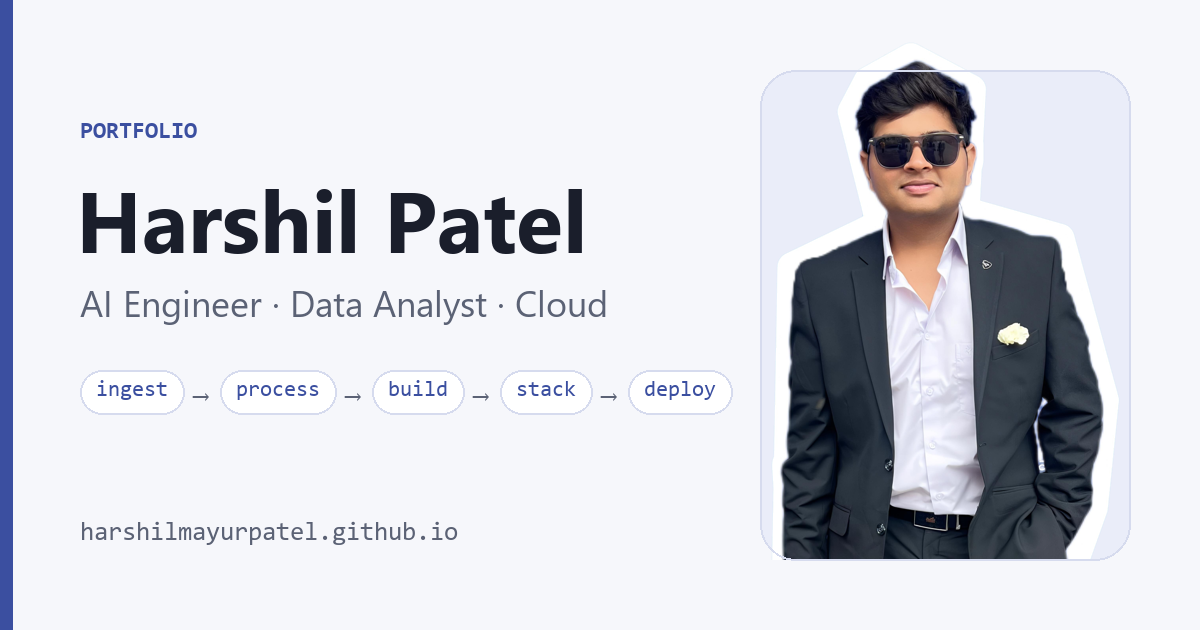 PORTFOLIO
Harshil Patel
AI Engineer · Data Analyst · Cloud
ingest → process → build → stack → deploy
harshilmayurpatel.github.io